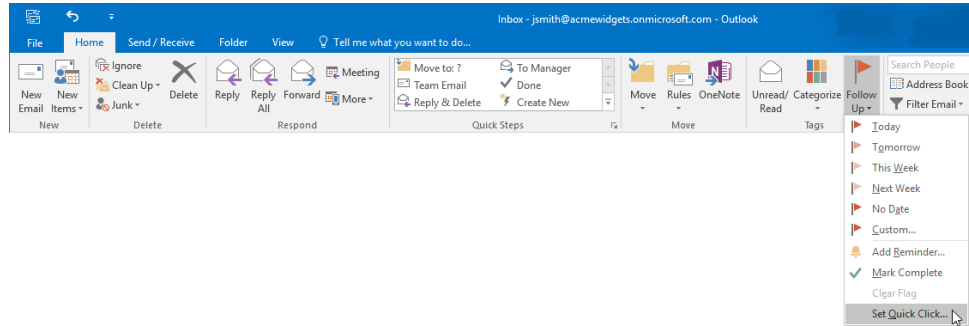 Inbox - jsmith@acmewidgets.onmicrosoft.com - Outlook
File Home Send / Receive Folder View Tell me what you want to do...
New Email
New Items
Ignore
Clean Up
Junk
Delete
Reply
Reply All
Forward
Meeting
More
Move to: ?
Team Email
Reply & Delete
To Manager
Done
Create New
Move
Rules
OneNote
Unread/ Read
Categorize
Follow Up
Search People
Address Book
Filter Email
New Delete Respond Quick Steps Move Tags
Today
Tomorrow
This Week
Next Week
No Date
Custom...
Add Reminder...
Mark Complete
Clear Flag
Set Quick Click...